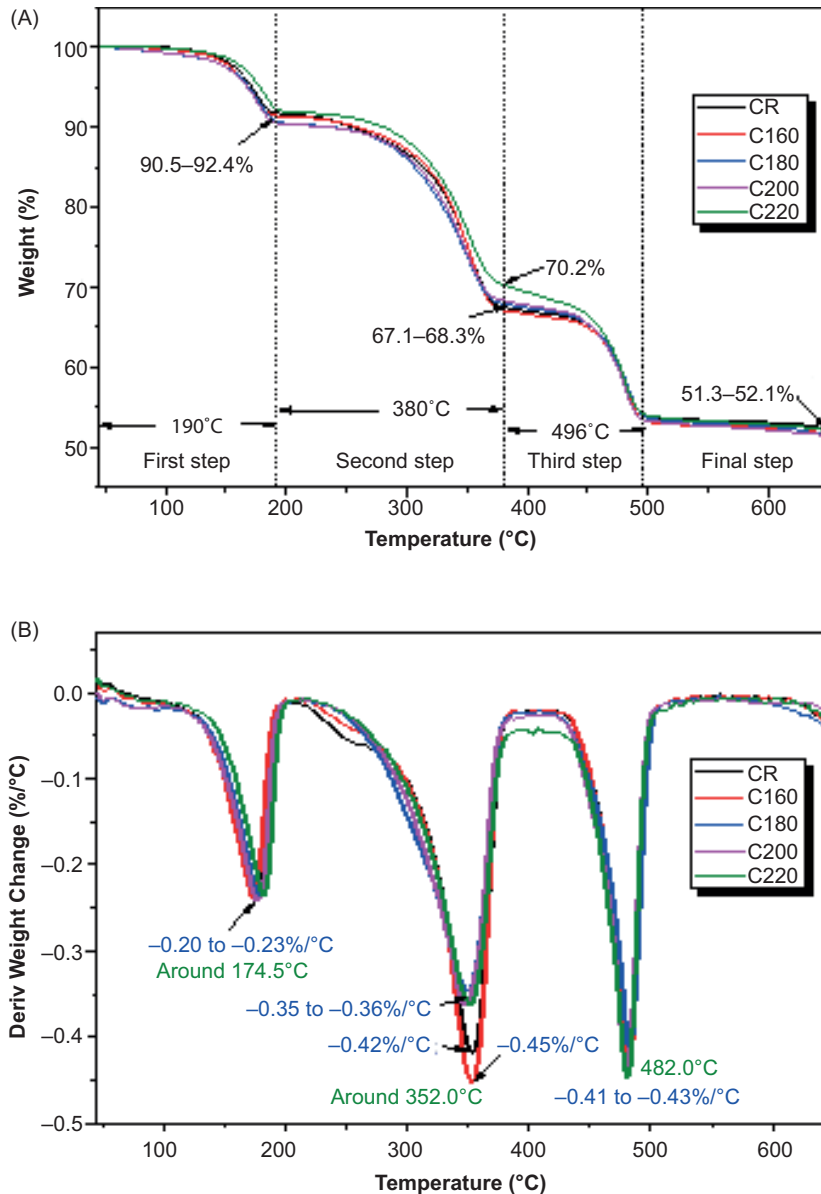 (A)
100
90
80
70
60
50
Weight (%)
CR
C160
C180
C200
C220
90.5–92.4%
70.2%
67.1–68.3%
51.3–52.1%
190°C
380°C
496°C
First step
Second step
Third step
Final step
100
200
300
400
500
600
Temperature (°C)
(B)
0.0
–0.1
–0.2
–0.3
–0.4
–0.5
Deriv Weight Change (%/°C)
CR
C160
C180
C200
C220
–0.20 to –0.23%/°C
Around 174.5°C
–0.35 to –0.36%/°C
–0.42%/°C
–0.45%/°C
Around 352.0°C
482.0°C
–0.41 to –0.43%/°C
100
200
300
400
500
600
Temperature (°C)